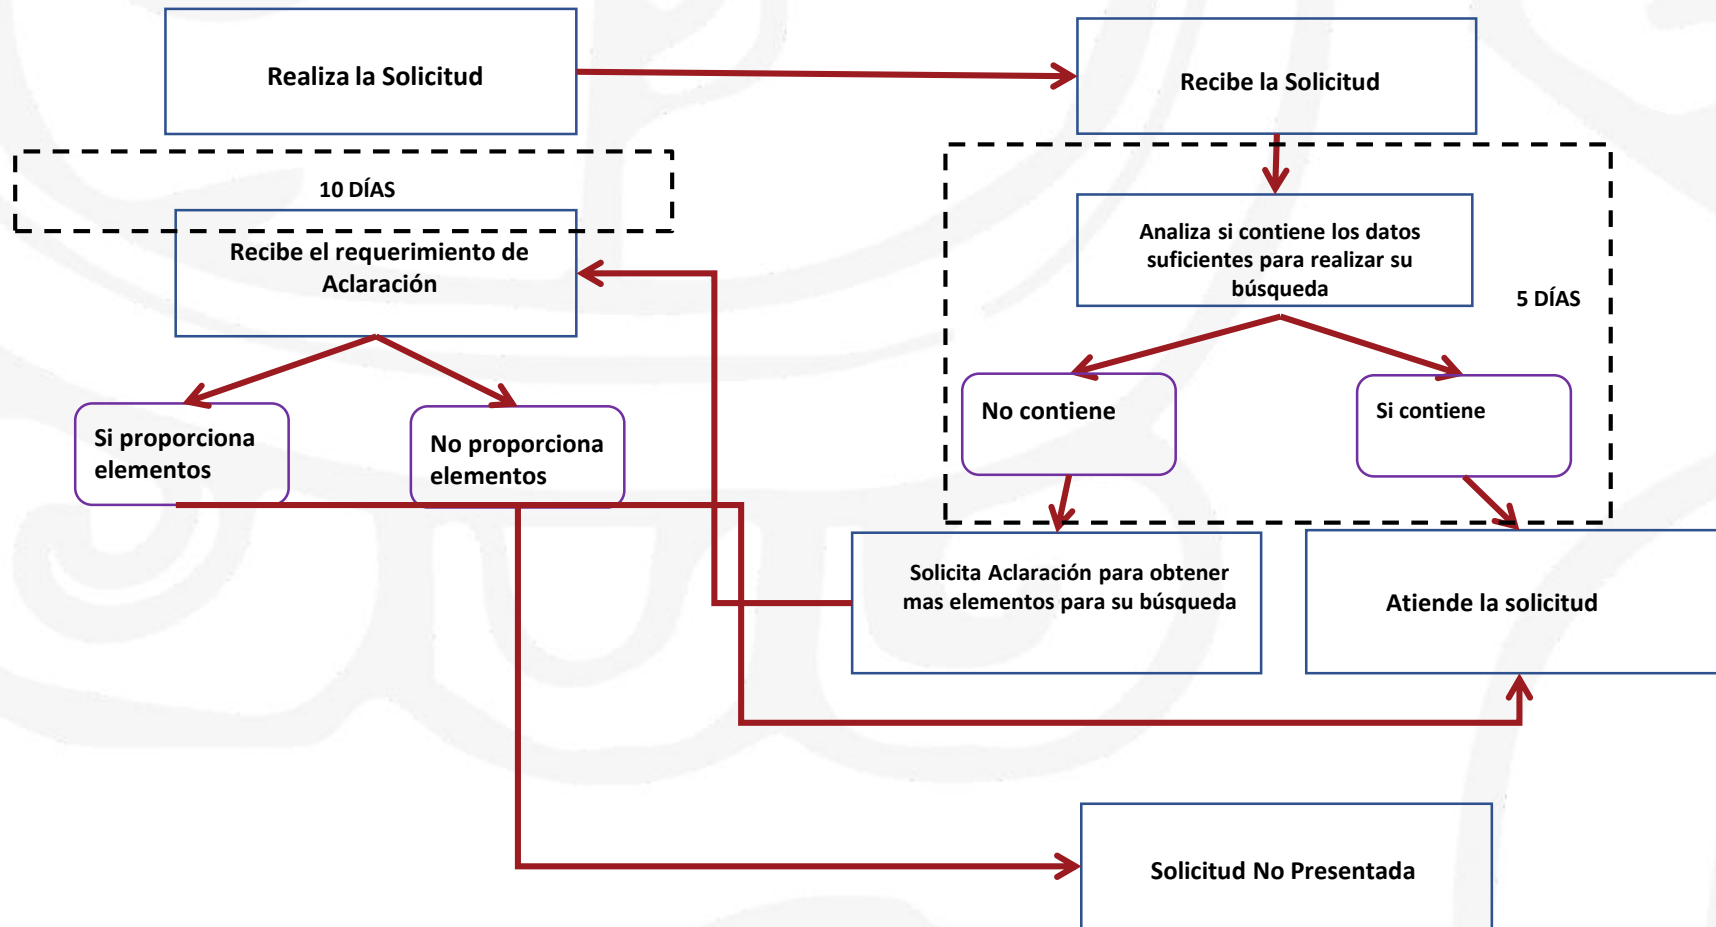 Realiza la Solicitud
Recibe la Solicitud
10 DÍAS
Recibe el requerimiento de
Aclaración
Analiza si contiene los datos
suficientes para realizar su
búsqueda
5 DÍAS
Si proporciona
elementos
No proporciona
elementos
No contiene
Si contiene
Solicita Aclaración para obtener
mas elementos para su búsqueda
Atiende la solicitud
Solicitud No Presentada